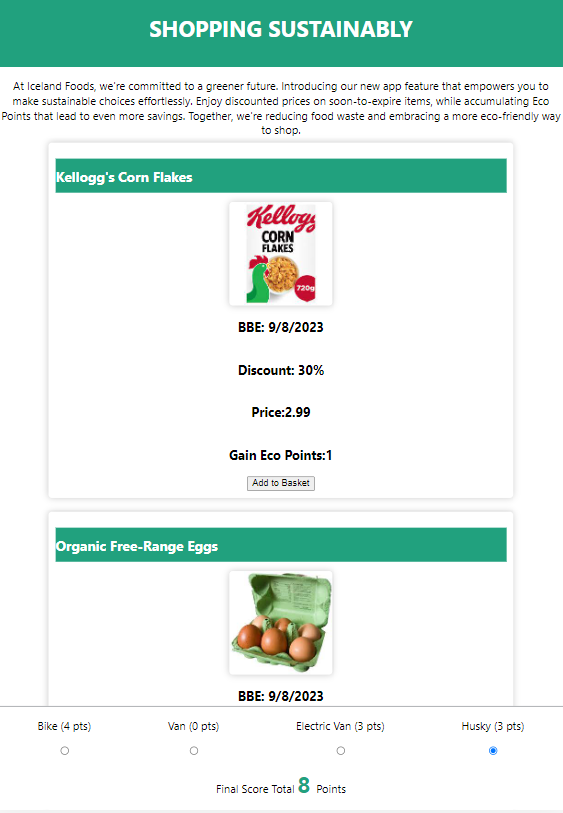 SHOPPING SUSTAINABLY
At Iceland Foods, we're committed to a greener future. Introducing our new app feature that empowers you to
make sustainable choices effortlessly. Enjoy discounted prices on soon-to-expire items, while accumulating Eco
Points that lead to even more savings. Together, we're reducing food waste and embracing a more eco-friendly way
to shop.
Kellogg's Corn Flakes
Kellogg's
CORN
FLAKES
720g
BBE: 9/8/2023
Discount: 30%
Price:2.99
Gain Eco Points:1
Add to Basket
Organic Free-Range Eggs
BBE: 9/8/2023
Bike (4 pts) Van (0 pts) Electric Van (3 pts) Husky (3 pts)
Final Score Total 8 Points